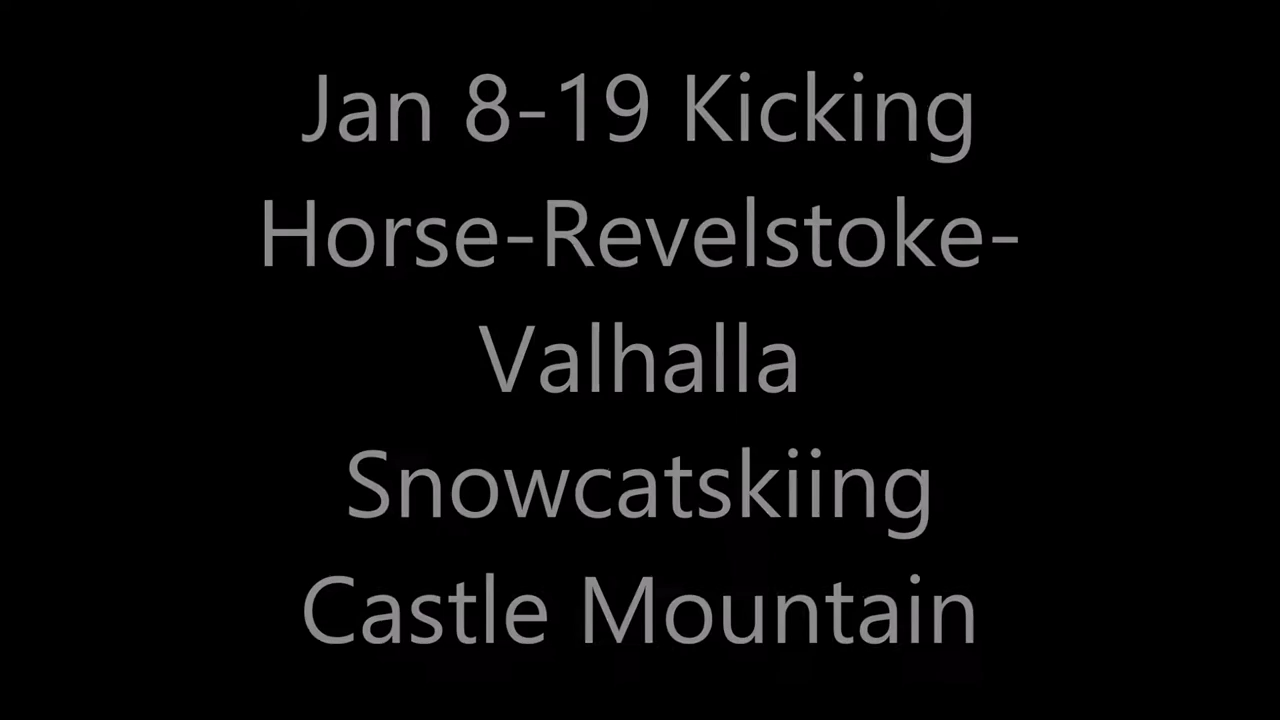 Jan 8-19 Kicking
Horse-Revelstoke-
Valhalla
Snowcatskiing
Castle Mountain